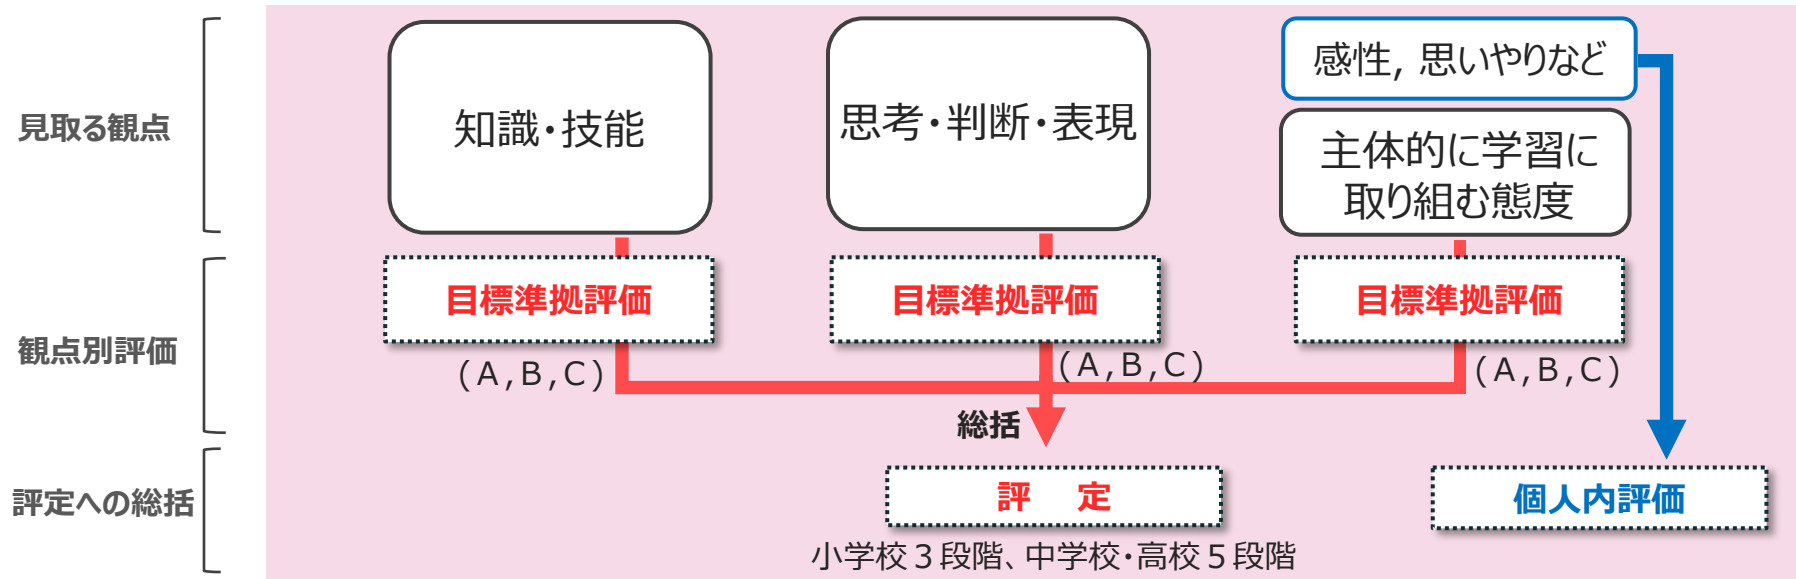 見取る観点
知識・技能
思考・判断・表現
感性, 思いやりなど
主体的に学習に
取り組む態度
観点別評価
目標準拠評価
目標準拠評価
目標準拠評価
(A,B,C)
(A,B,C)
(A,B,C)
総括
評定への総括
評 定
個人内評価
小学校3段階、中学校・高校5段階